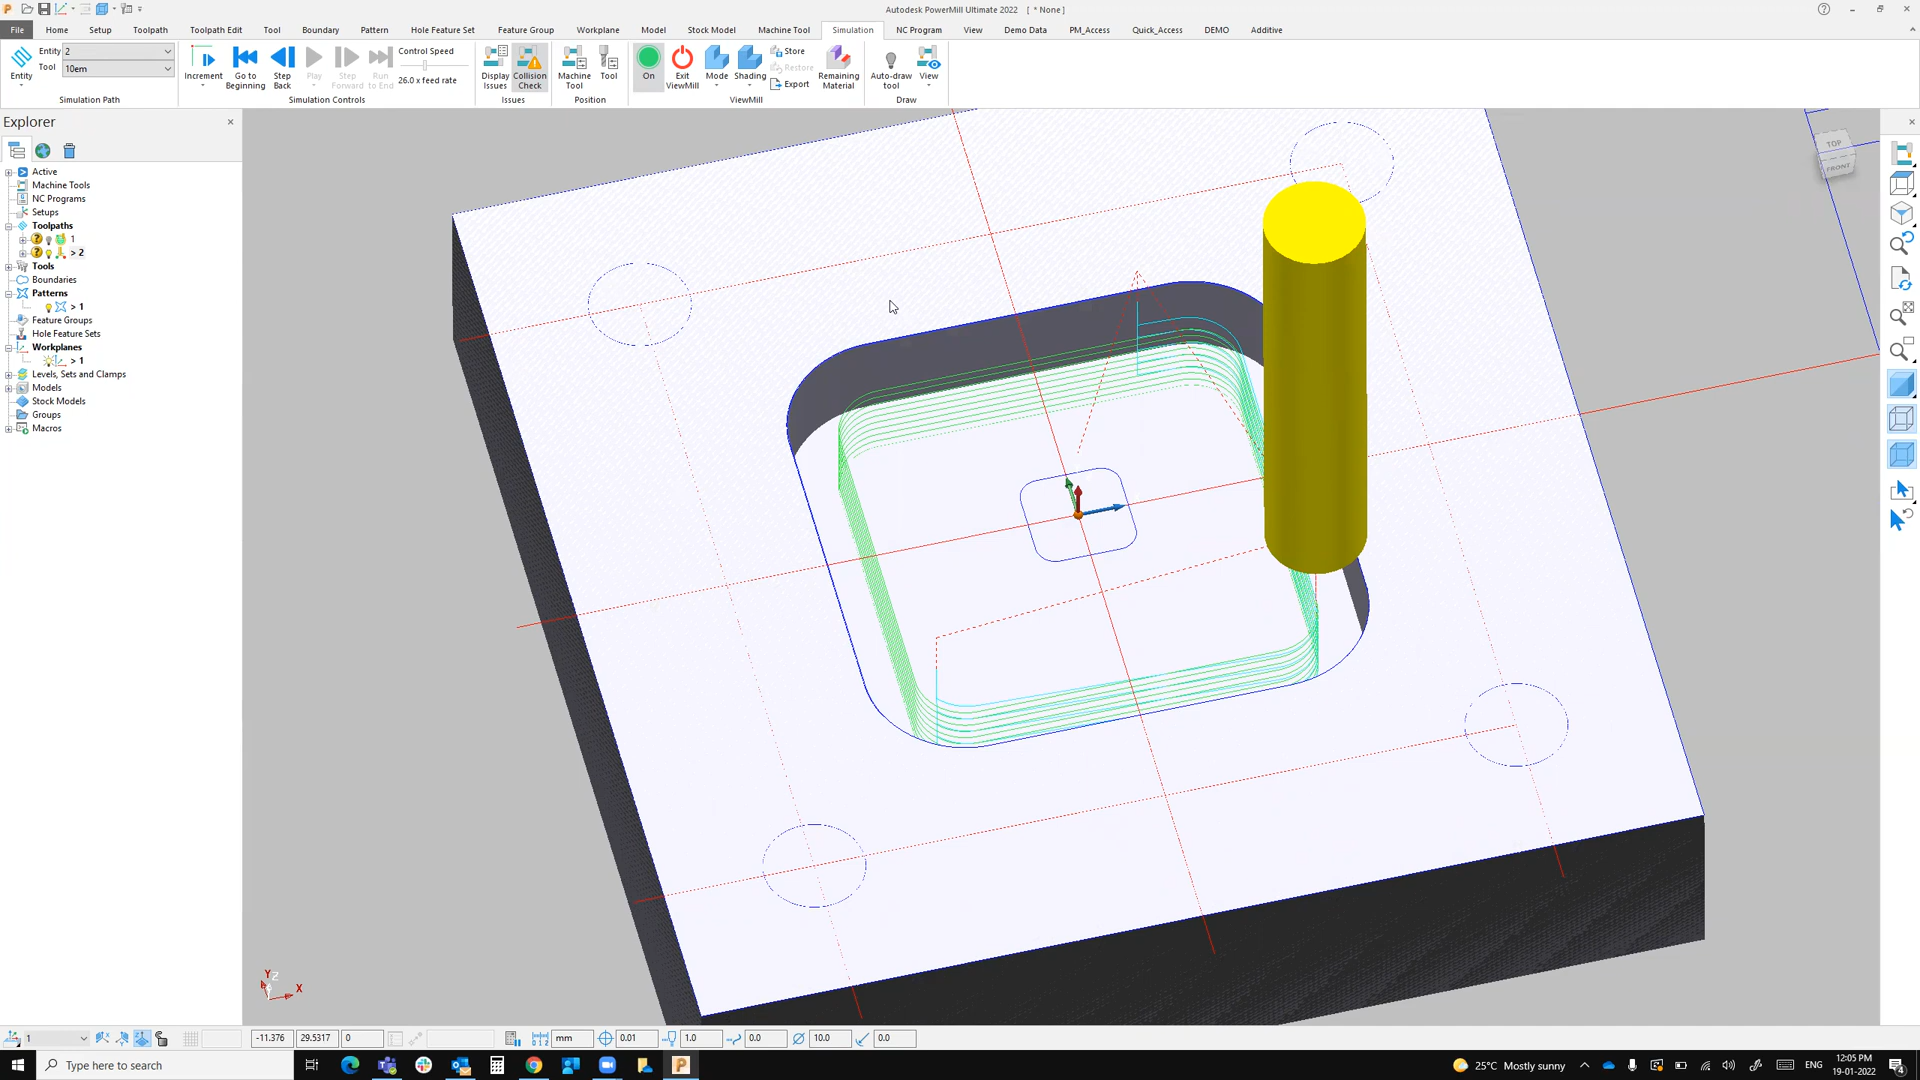 Autodesk PowerMill Ultimate 2022 [ * None ]
File Home Setup Toolpath Toolpath Edit Tool Boundary Pattern Hole Feature Set Feature Group Workplane Model Stock Model Machine Tool Simulation NC Program View Demo Data PM_Access Quick_Access DEMO Additive
Entity
Entity 2
Tool 10em
Simulation Path
Increment
Go to Beginning
Step Back
Play
Step Forward
Run to End
Control Speed
26.0 x feed rate
Simulation Controls
Display Issues
Collision Check
Issues
Machine Tool
Tool
Position
On
Exit ViewMill
Mode
Shading
Store
Restore
Export
Remaining Material
ViewMill
Auto-draw tool
View
Draw
Explorer
Active
Machine Tools
NC Programs
Setups
Toolpaths
1
> 2
Tools
Boundaries
Patterns
> 1
Feature Groups
Hole Feature Sets
Workplanes
> 1
Levels, Sets and Clamps
Models
Stock Models
Groups
Macros
TOP
FRONT
Y Z
X
1 -11.376 29.5317 0 mm 0.01 1.0 0.0 10.0 0.0
Type here to search
25°C Mostly sunny
ENG
12:05 PM
19-01-2022
4